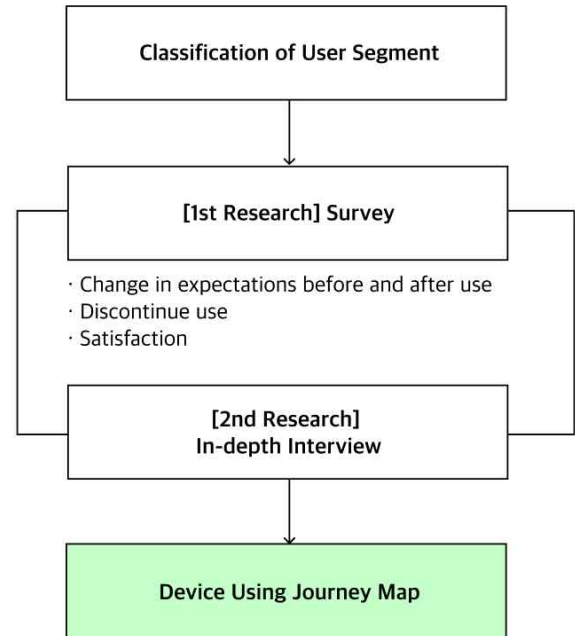 Classification of User Segment
[1st Research] Survey
· Change in expectations before and after use
· Discontinue use
· Satisfaction
[2nd Research]
In-depth Interview
Device Using Journey Map